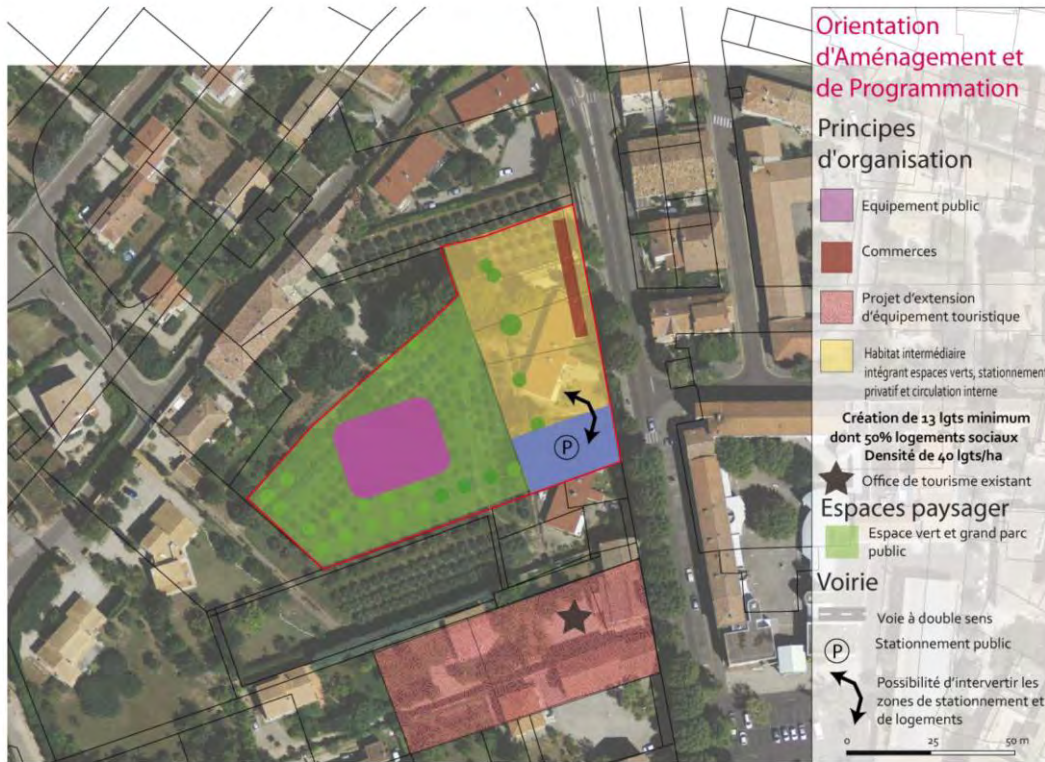 Orientation
d'Aménagement et
de Programmation
Principes
d'organisation
Equipement public
Commerces
Projet d'extension
d'équipement touristique
Habitat intermédiaire
intégrant espaces verts, stationnement
privatif et circulation interne
Création de 13 lgts minimum
dont 50% logements sociaux
Densité de 40 lgts/ha
Office de tourisme existant
Espaces paysager
Espace vert et grand parc
public
Voirie
Voie à double sens
P
Stationnement public
Possibilité d'intervertir les
zones de stationnement et
de logements
0 25 50 m
P